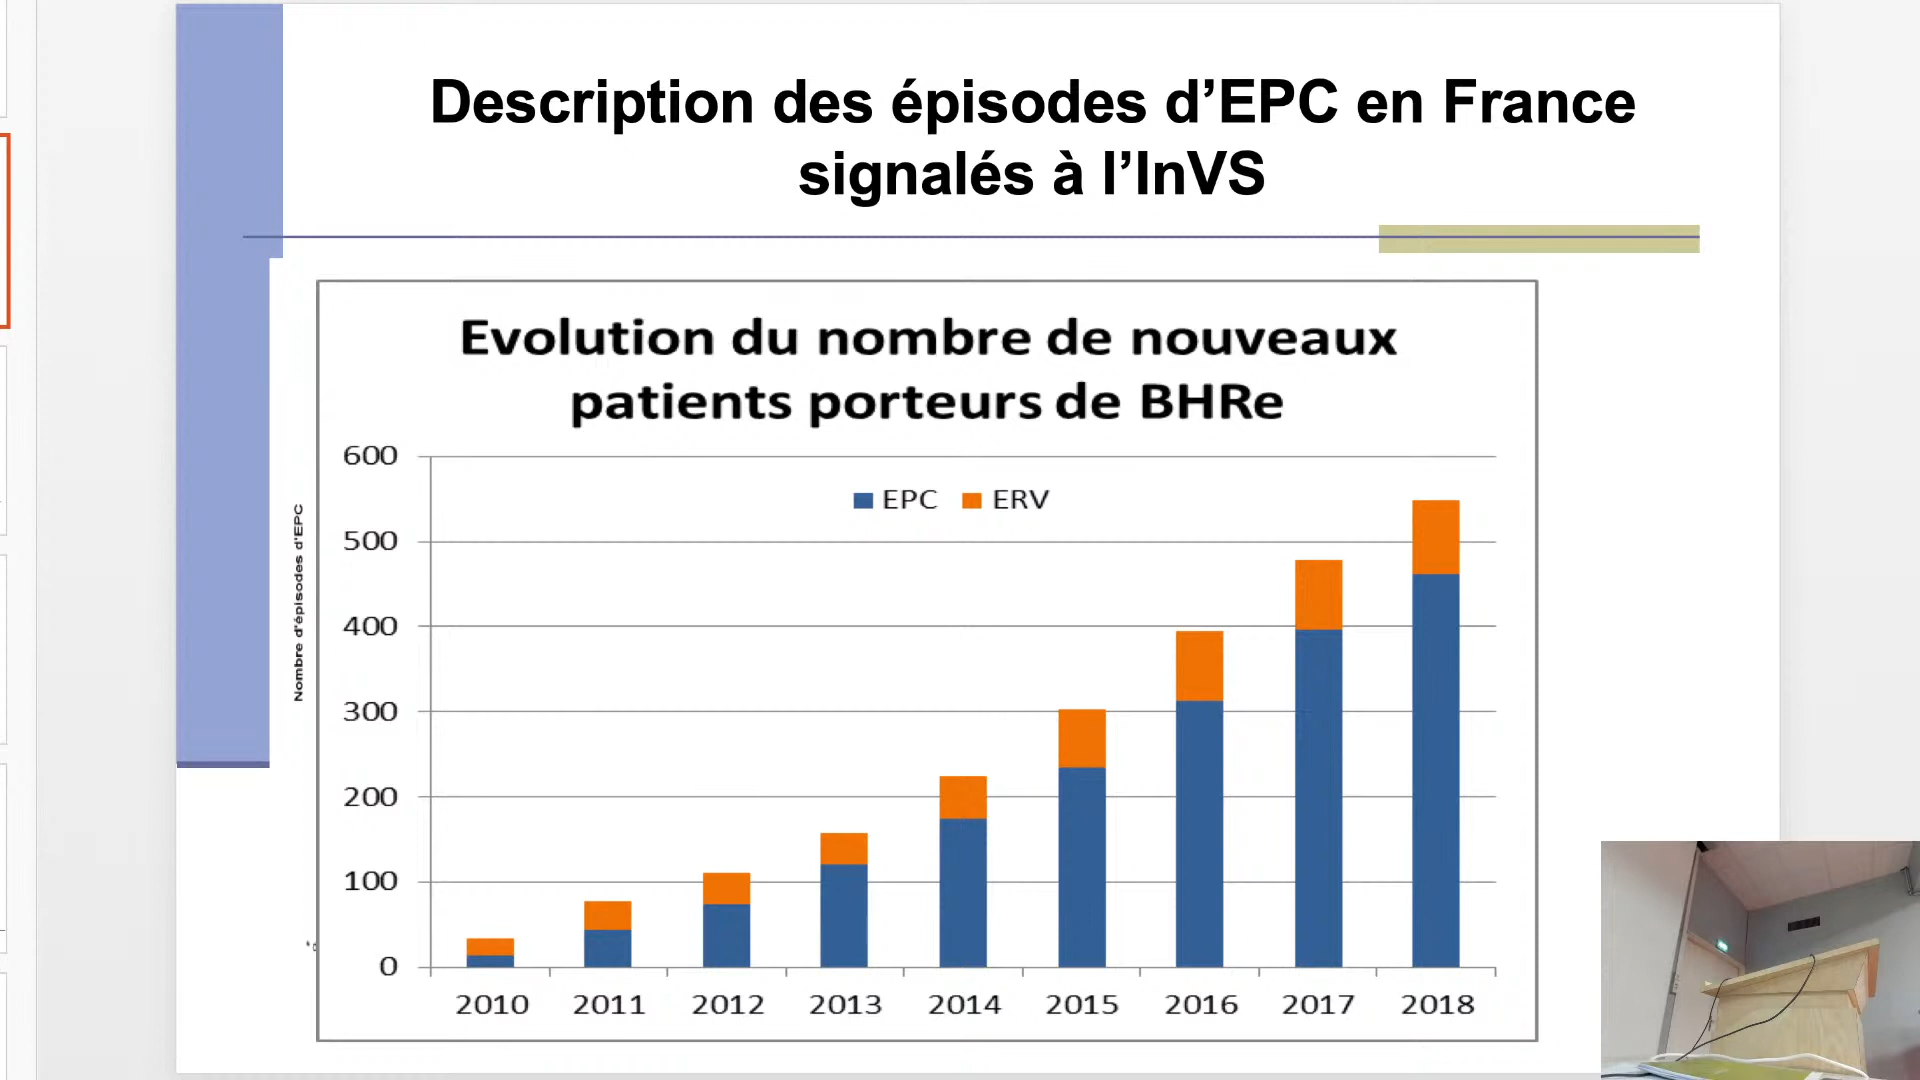 Description des épisodes d’EPC en France
signalés à l’InVS
Evolution du nombre de nouveaux
patients porteurs de BHRe
Nombre d'épisodes d'EPC
600
EPC
ERV
500
400
300
200
100
0
2010
2011
2012
2013
2014
2015
2016
2017
2018